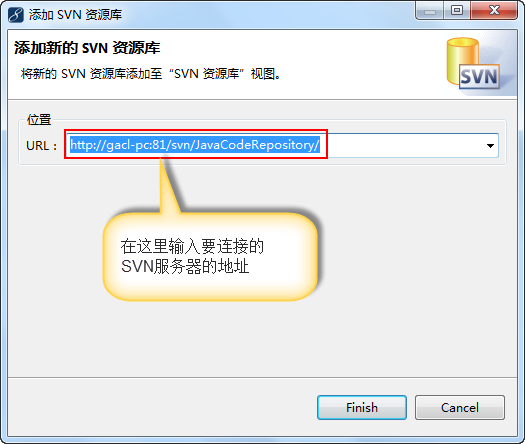 添加 SVN 资源库
添加新的 SVN 资源库
将新的 SVN 资源库添加至“SVN 资源库”视图。
SVN
位置
URL：
http://gacl-pc:81/svn/JavaCodeRepository/
在这里输入要连接的
SVN服务器的地址
Finish
Cancel